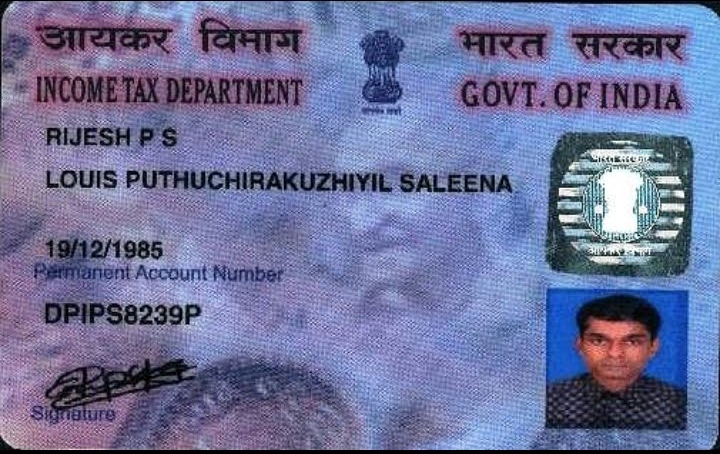 आयकर विभाग
भारत सरकार
INCOME TAX DEPARTMENT
GOVT. OF INDIA
RIJESH P S
LOUIS PUTHUCHIRAKUZHIYIL SALEENA
19/12/1985
Permanent Account Number
DPIPS8239P
Signature